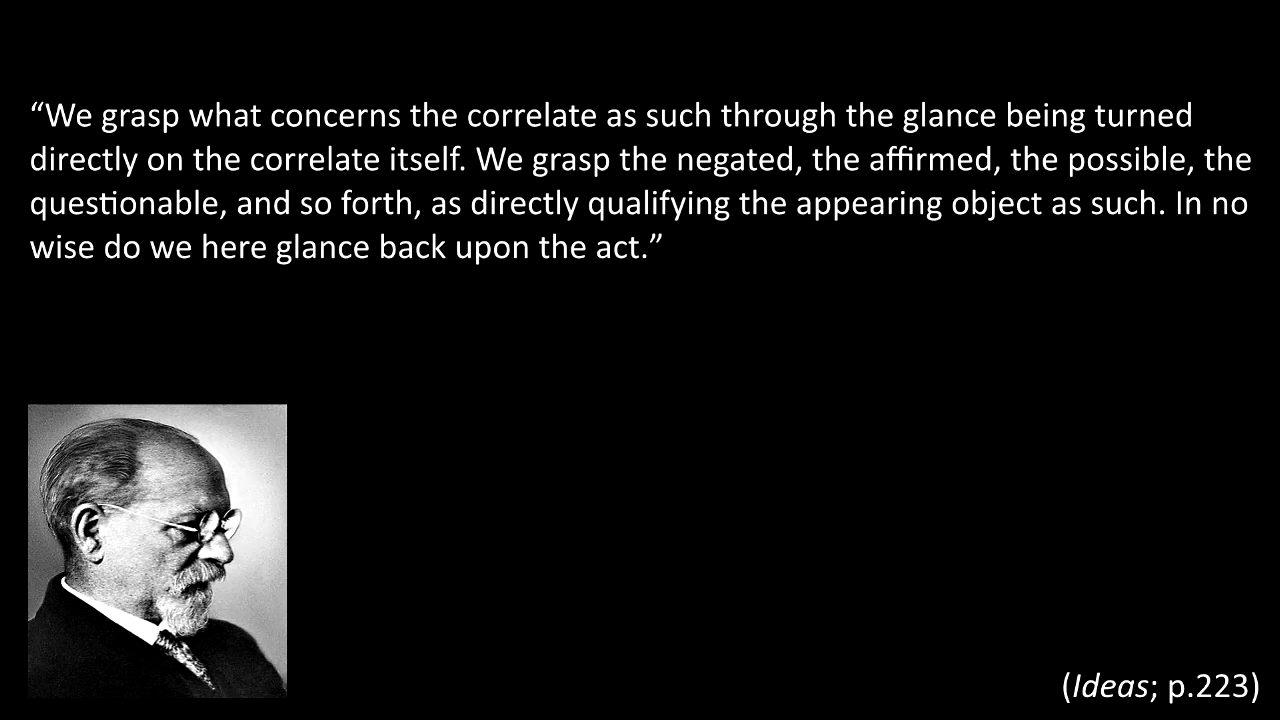 “We grasp what concerns the correlate as such through the glance being turned
directly on the correlate itself. We grasp the negated, the affirmed, the possible, the
questionable, and so forth, as directly qualifying the appearing object as such. In no
wise do we here glance back upon the act.”
(Ideas; p.223)